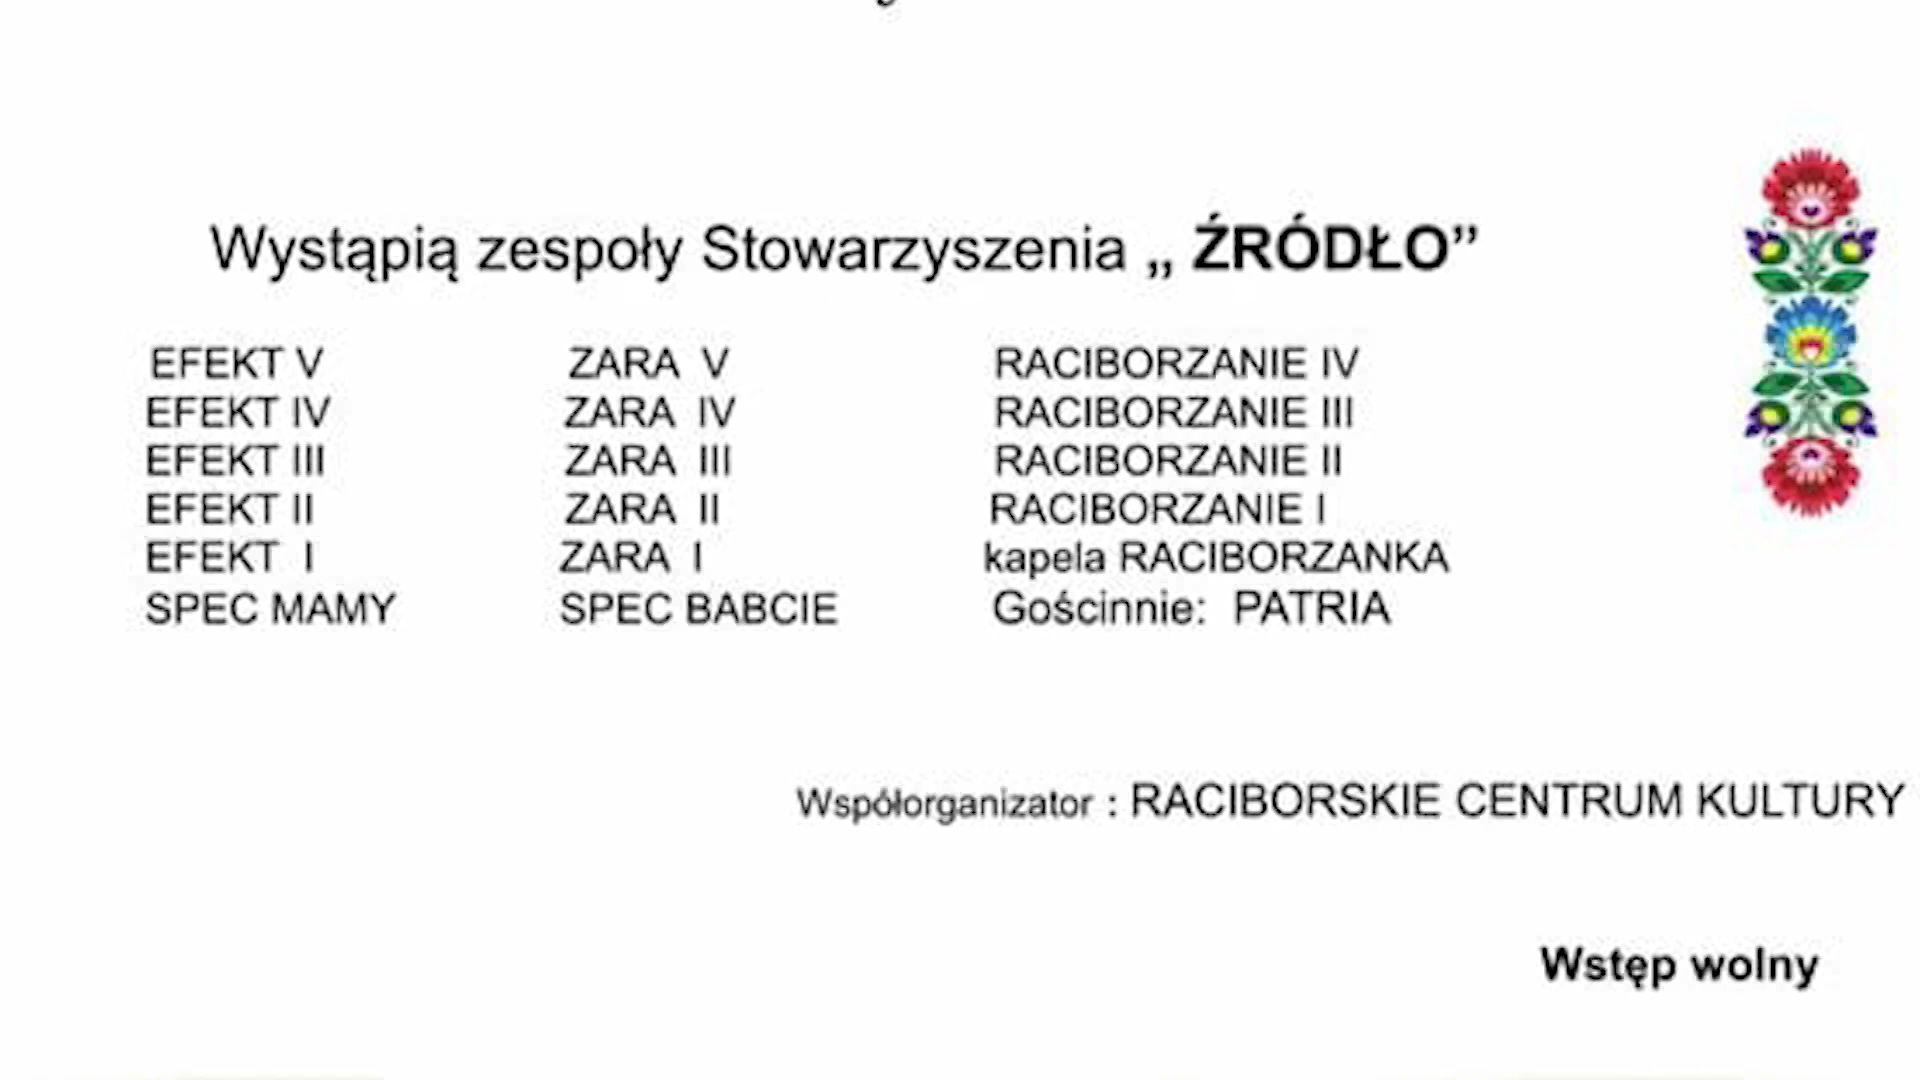 Wystąpią zespoły Stowarzyszenia „ ŹRÓDŁO”
EFEKT V ZARA V RACIBORZANIE IV
EFEKT IV ZARA IV RACIBORZANIE III
EFEKT III ZARA III RACIBORZANIE II
EFEKT II ZARA II RACIBORZANIE I
EFEKT I ZARA I kapela RACIBORZANKA
SPEC MAMY SPEC BABCIE Gościnnie: PATRIA
Współorganizator : RACIBORSKIE CENTRUM KULTURY
Wstęp wolny